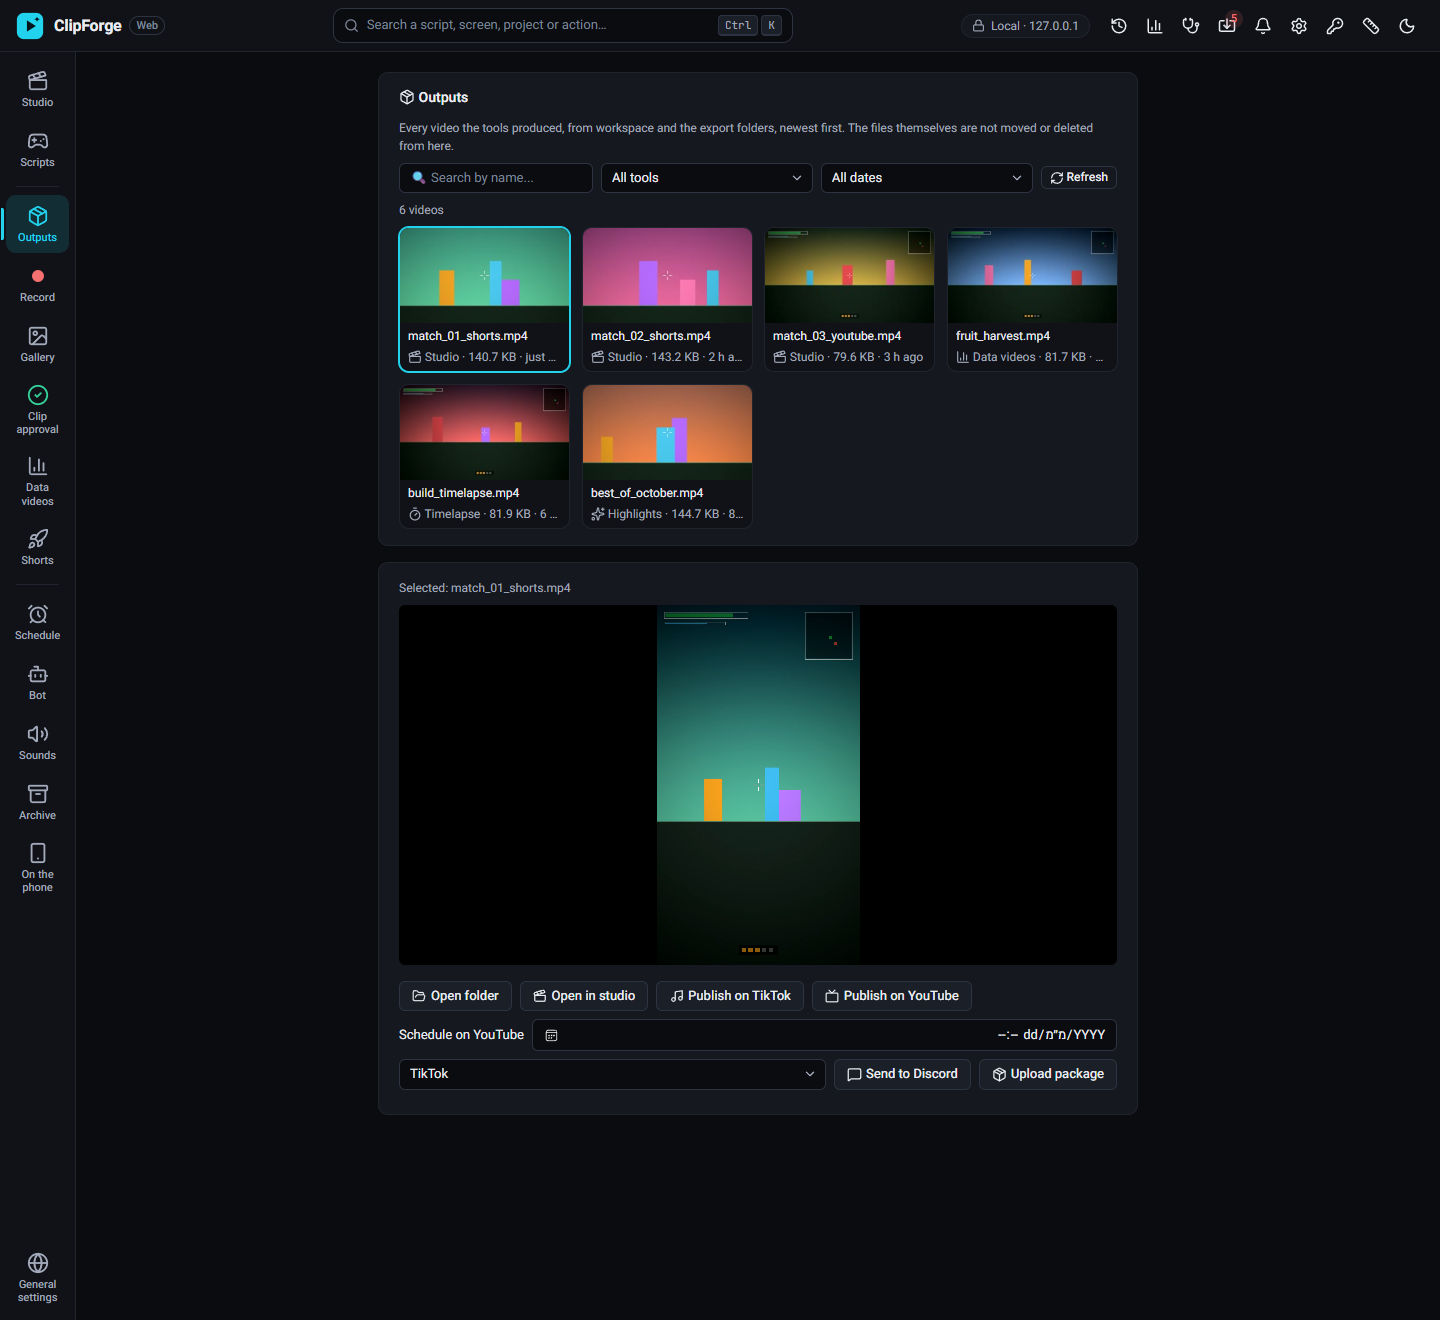 ClipForge Web
Search a script, screen, project or action...
Ctrl K
Local · 127.0.0.1
5
Studio
Scripts
Outputs
Record
Gallery
Clip
approval
Data
videos
Shorts
Schedule
Bot
Sounds
Archive
On the
phone
General
settings
Outputs
Every video the tools produced, from workspace and the export folders, newest first. The files themselves are not moved or deleted
from here.
Search by name...
All tools
All dates
Refresh
6 videos
match_01_shorts.mp4
Studio · 140.7 KB · just ...
match_02_shorts.mp4
Studio · 143.2 KB · 2 h a...
match_03_youtube.mp4
Studio · 79.6 KB · 3 h ago
fruit_harvest.mp4
Data videos · 81.7 KB · ...
build_timelapse.mp4
Timelapse · 81.9 KB · 6 ...
best_of_october.mp4
Highlights · 144.7 KB · 8...
Selected: match_01_shorts.mp4
Open folder
Open in studio
Publish on TikTok
Publish on YouTube
Schedule on YouTube
--:-- dd/מ"מ/YYYY
TikTok
Send to Discord
Upload package